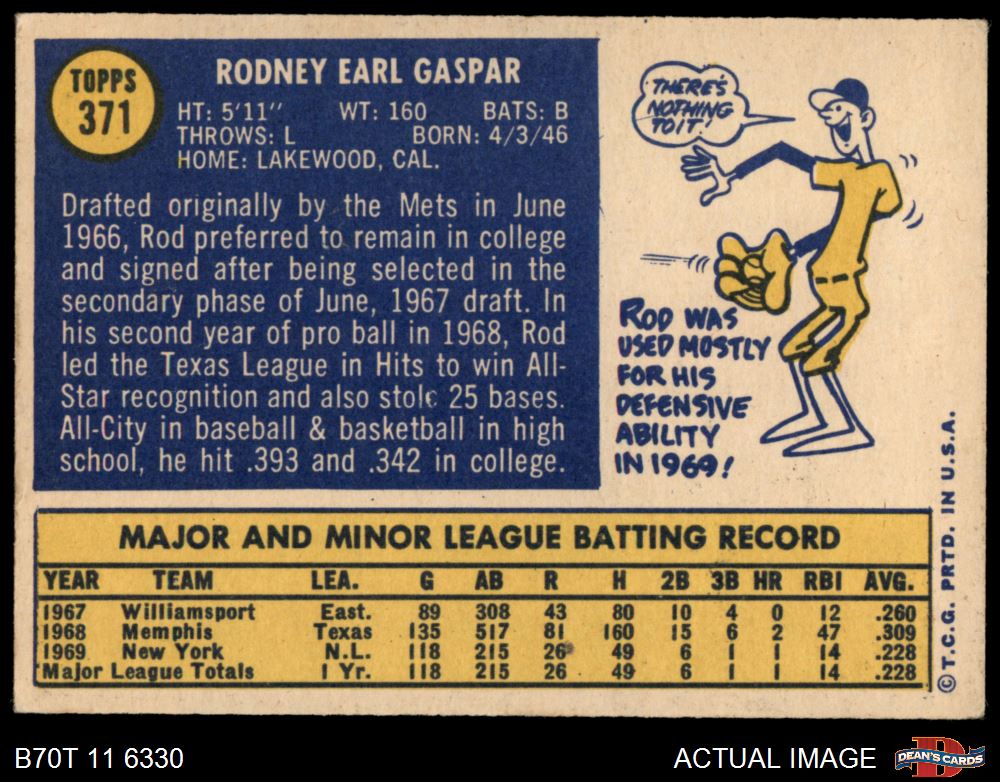 TOPPS
371
RODNEY EARL GASPAR
HT: 5'11" WT: 160 BATS: B
THROWS: L BORN: 4/3/46
HOME: LAKEWOOD, CAL.
Drafted originally by the Mets in June
1966, Rod preferred to remain in college
and signed after being selected in the
secondary phase of June, 1967 draft. In
his second year of pro ball in 1968, Rod
led the Texas League in Hits to win All-
Star recognition and also stole 25 bases.
All-City in baseball & basketball in high
school, he hit .393 and .342 in college.
THERE'S
NOTHING
TO IT!
ROD WAS
USED MOSTLY
FOR HIS
DEFENSIVE
ABILITY
IN 1969!
MAJOR AND MINOR LEAGUE BATTING RECORD
YEAR TEAM LEA. G AB R H 2B 3B HR RBI AVG.
1967 Williamsport East. 89 308 43 80 10 4 0 12 .260
1968 Memphis Texas 135 517 81 160 15 6 2 47 .309
1969 New York N.L. 118 215 26 49 6 1 1 14 .228
Major League Totals 1 Yr. 118 215 26 49 6 1 1 14 .228
© T.C.G. PRTD. IN U.S.A.
B70T 11 6330
ACTUAL IMAGE
D
DEAN'S CARDS